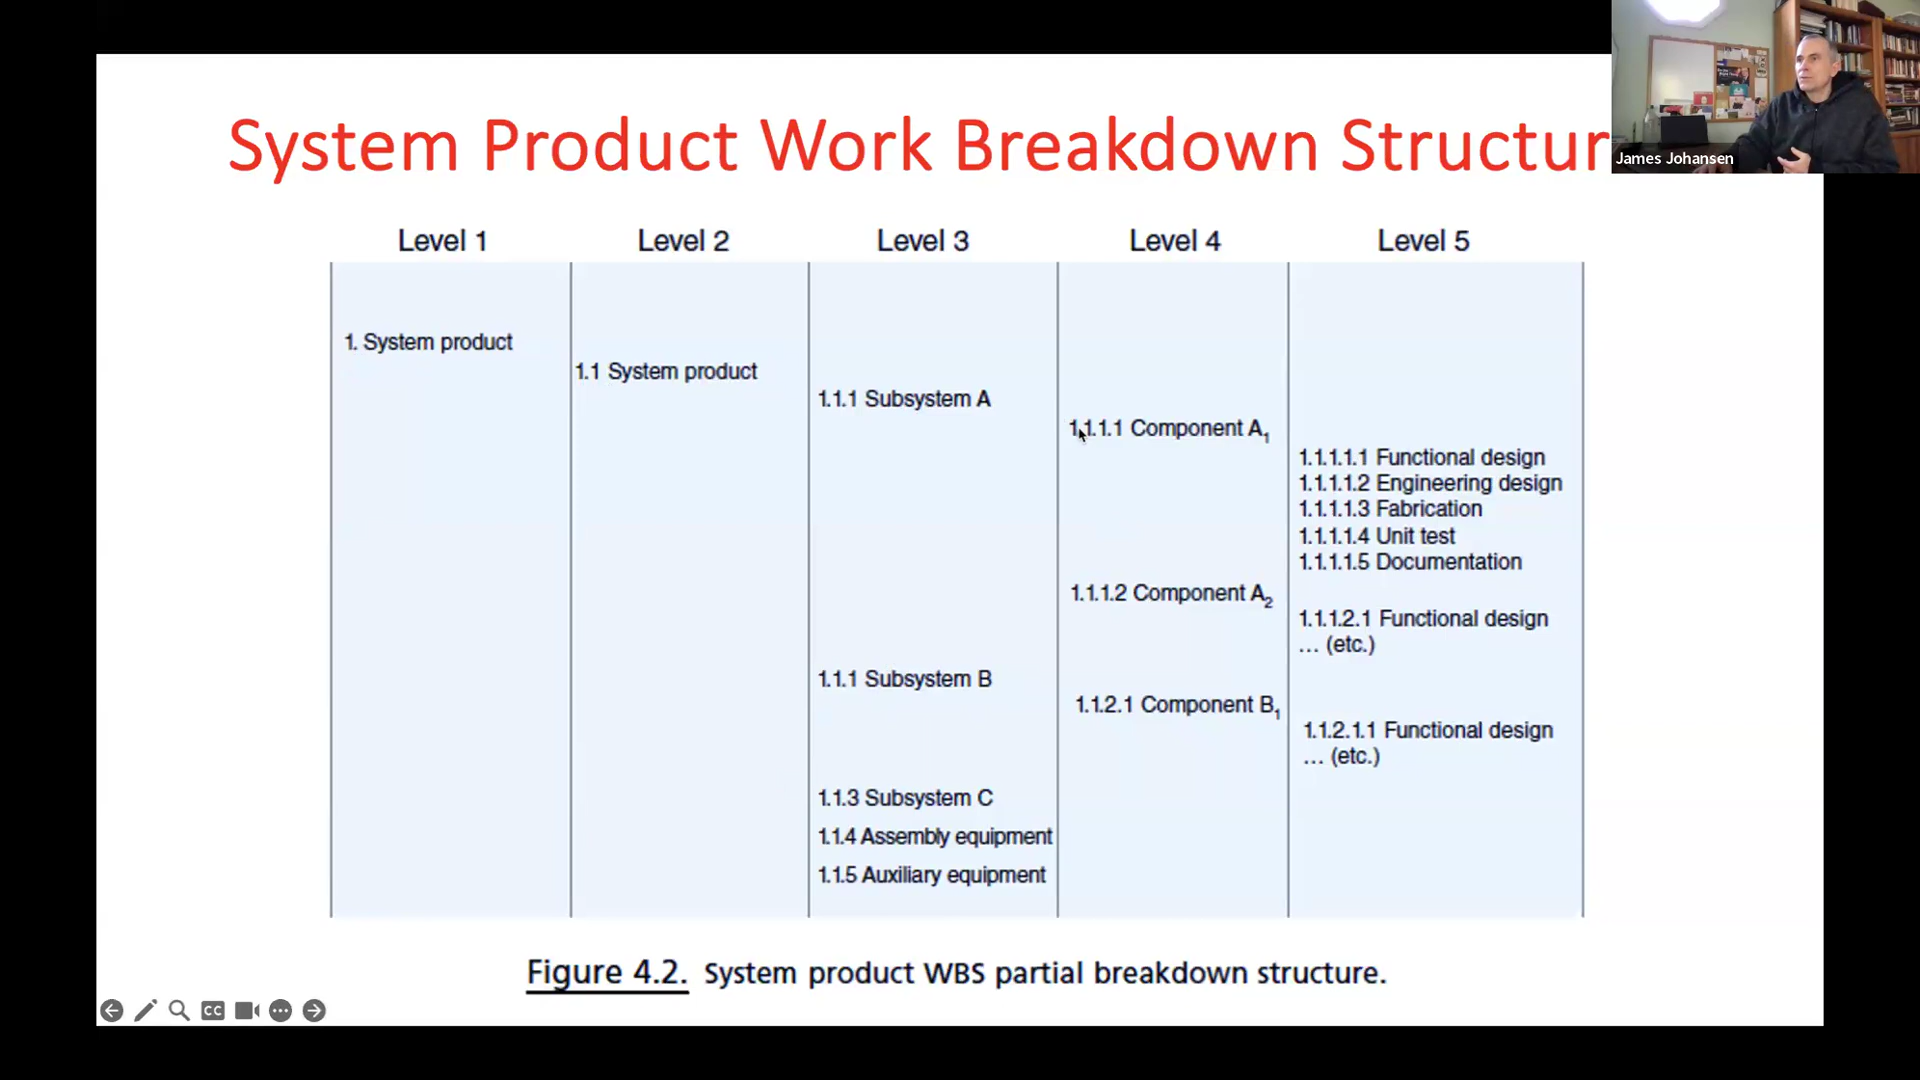 System Product Work Breakdown Structur
James Johansen
Level 1 Level 2 Level 3 Level 4 Level 5
1. System product
1.1 System product
1.1.1 Subsystem A
1.1.1.1 Component A1
1.1.1.1.1 Functional design
1.1.1.1.2 Engineering design
1.1.1.1.3 Fabrication
1.1.1.1.4 Unit test
1.1.1.1.5 Documentation
1.1.1.2 Component A2
1.1.1.2.1 Functional design
... (etc.)
1.1.1 Subsystem B
1.1.2.1 Component B1
1.1.2.1.1 Functional design
... (etc.)
1.1.3 Subsystem C
1.1.4 Assembly equipment
1.1.5 Auxiliary equipment
Figure 4.2. System product WBS partial breakdown structure.
CC